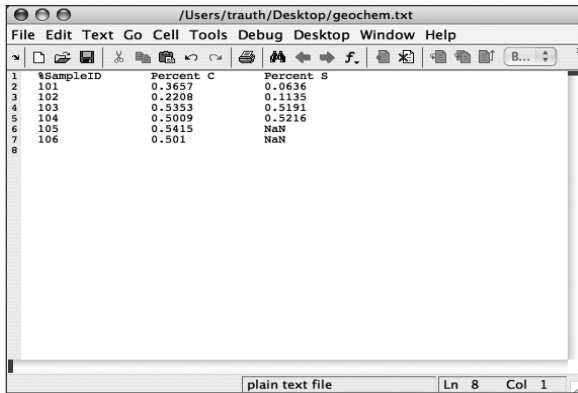 /Users/trauth/Desktop/geochem.txt
File Edit Text Go Cell Tools Debug Desktop Window Help
B...
1 %SampleID Percent C Percent S
2 101 0.3657 0.0636
3 102 0.2208 0.1135
4 103 0.5353 0.5191
5 104 0.5009 0.5216
6 105 0.5415 NaN
7 106 0.501 NaN
8
plain text file Ln 8 Col 1